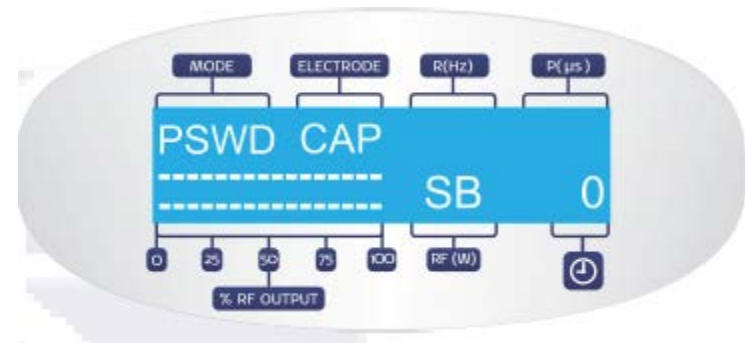 MODE ELECTRODE R(Hz) P(µs)
PSWD CAP
SB 0
0 25 50 75 100 RF (W)
% RF OUTPUT